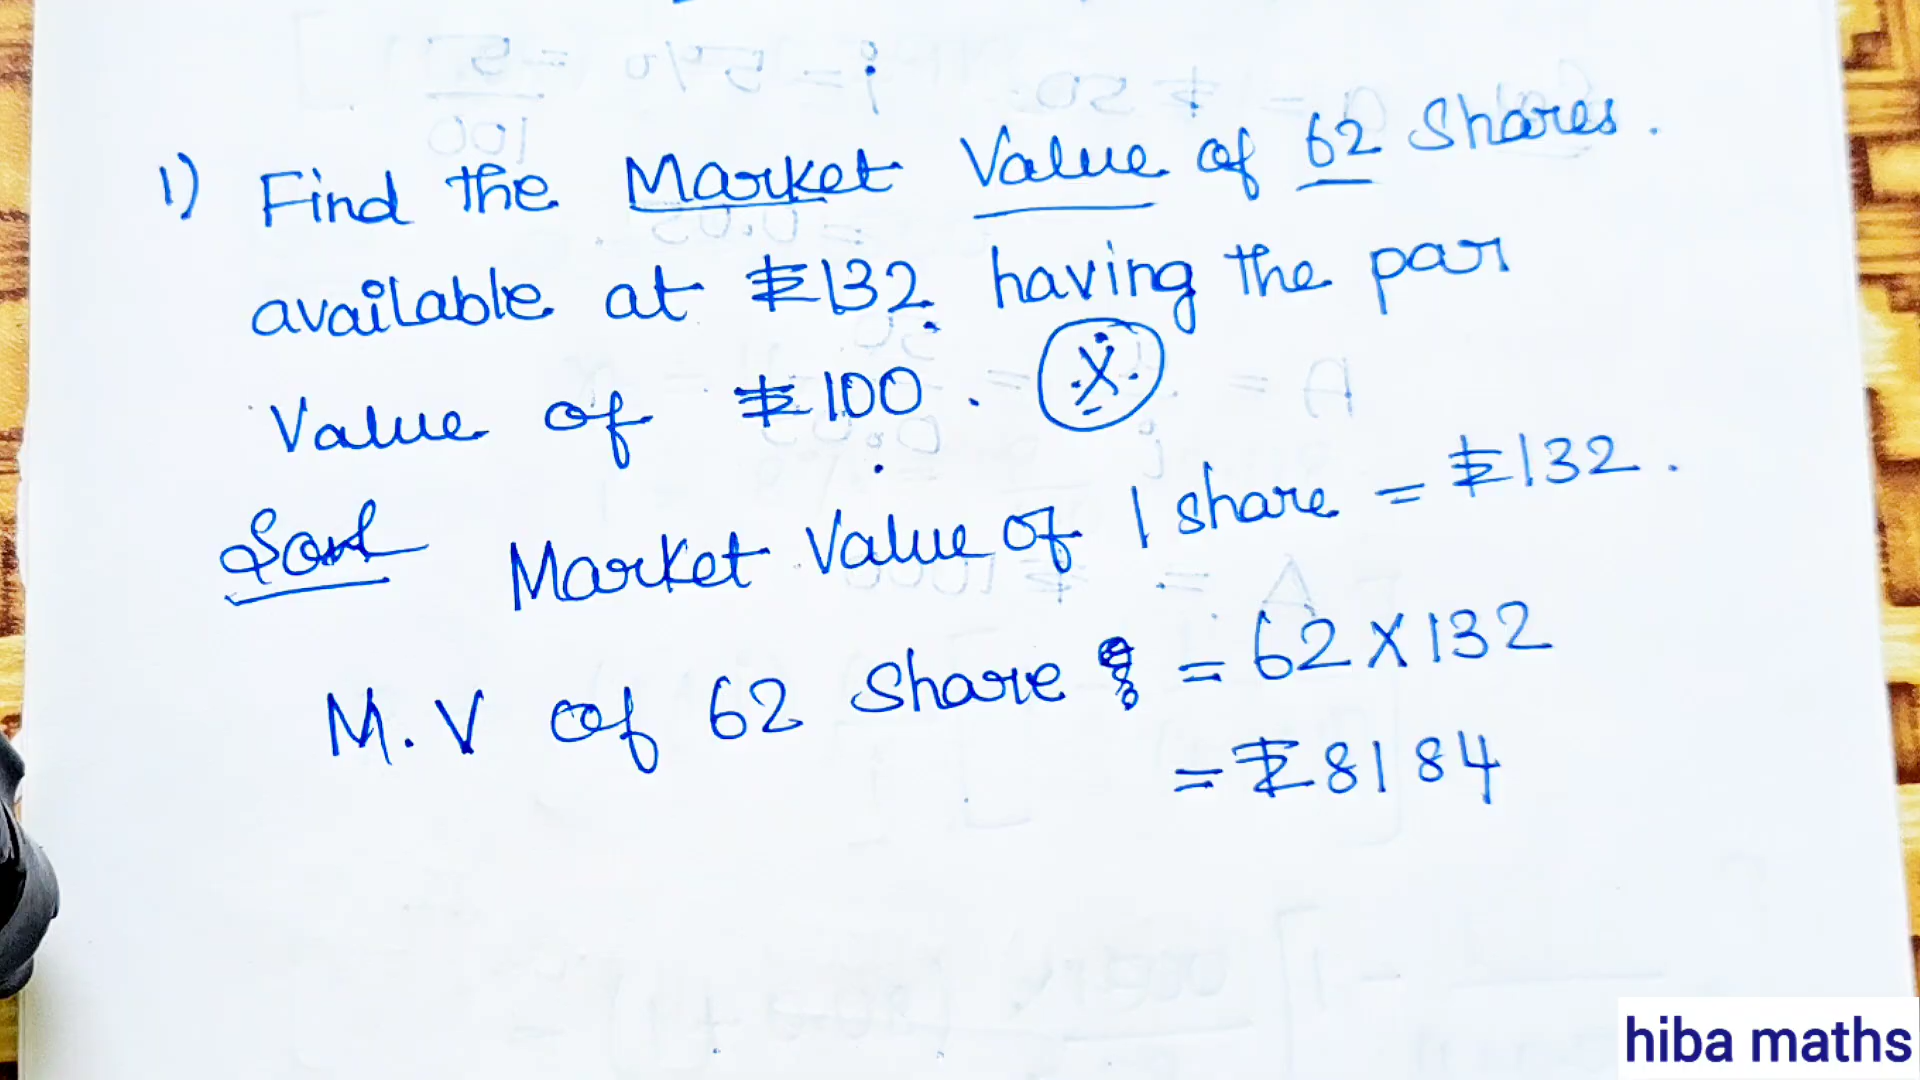 1) Find the Market Value of 62 Shares.
available at ₹132 having the par
Value of ₹100. X
Soln Market Value of 1 share = ₹132.
M.V of 62 Shares = 62 X 132
= ₹8184
hiba maths